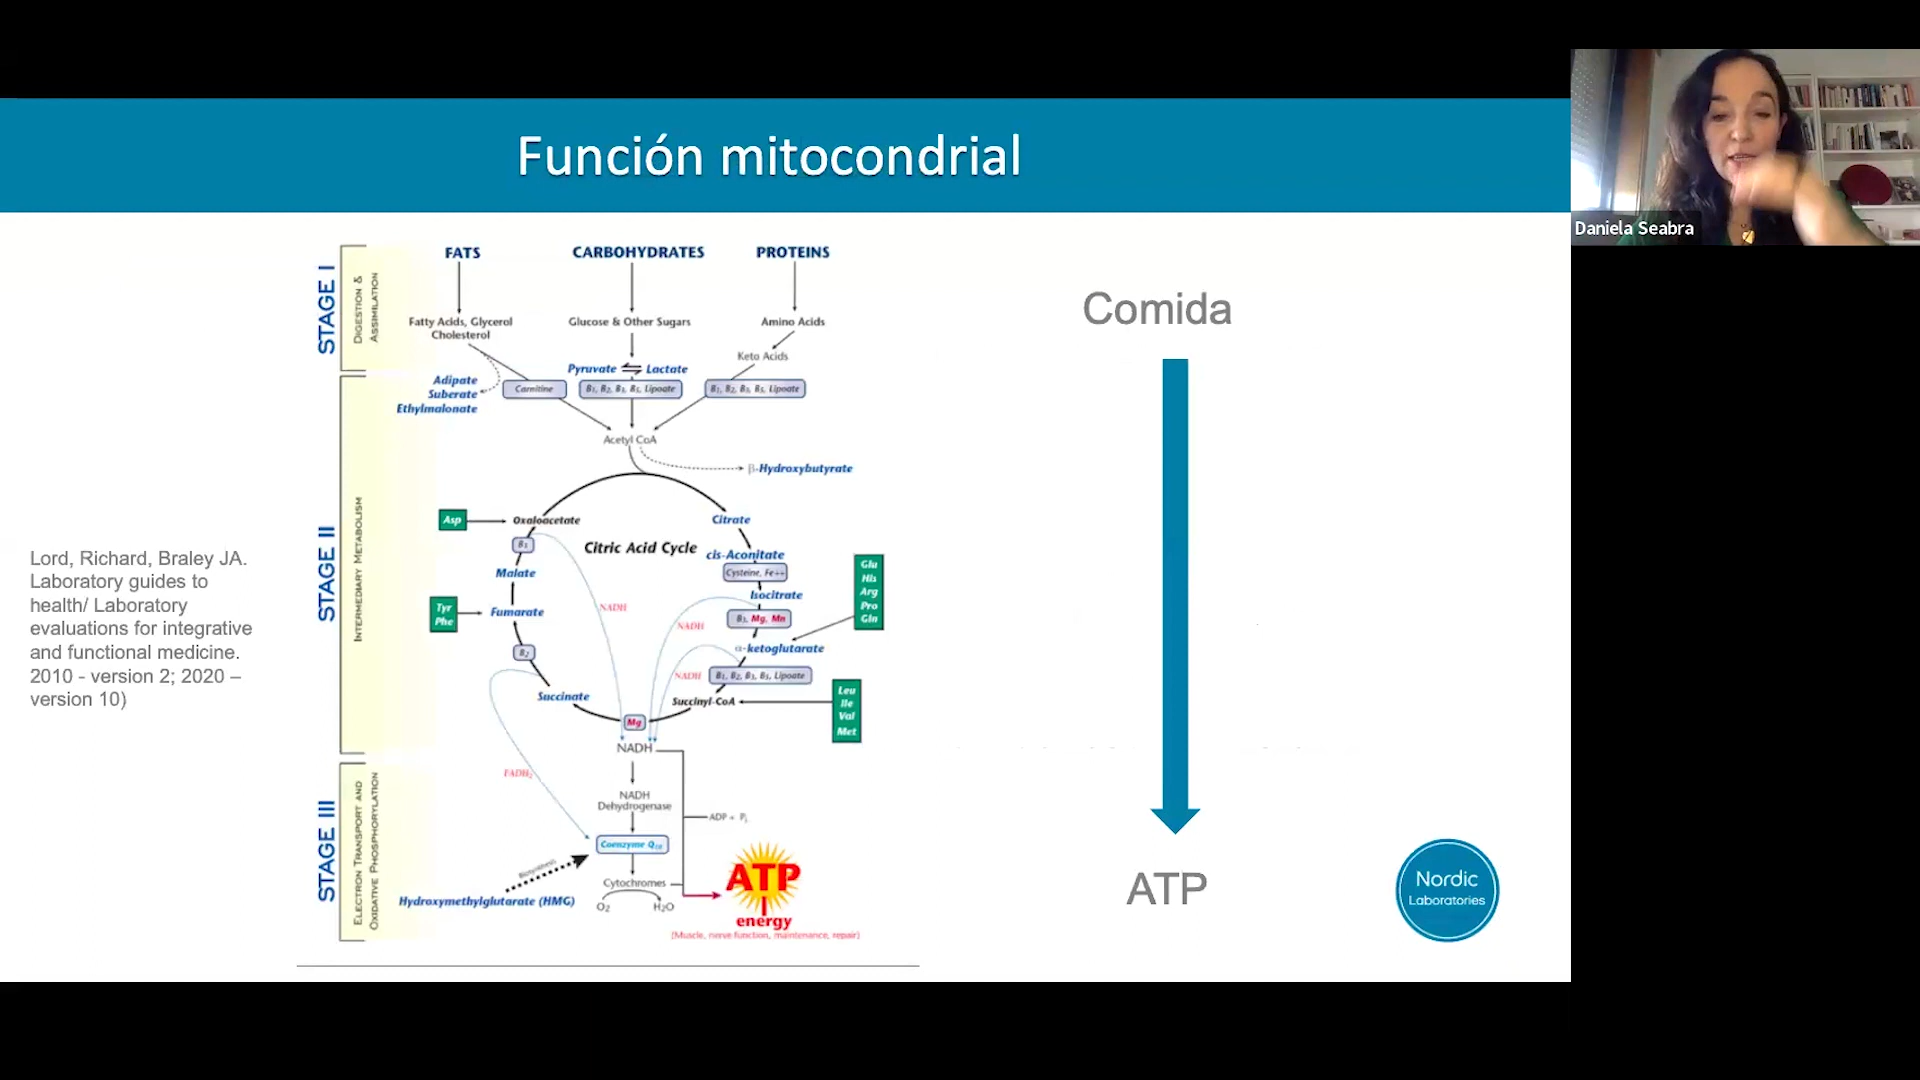 Función mitocondrial
Daniela Seabra
STAGE I
DIGESTION &
ASSIMILATION
FATS
CARBOHYDRATES
PROTEINS
Fatty Acids, Glycerol
Cholesterol
Glucose & Other Sugars
Amino Acids
Keto Acids
Pyruvate
Lactate
Adipate
Suberate
Ethylmalonate
Carnitine
B₁, B₂, B₃, B₅, Lipoate
B₁, B₂, B₃, B₅, Lipoate
Acetyl CoA
β-Hydroxybutyrate
STAGE II
INTERMEDIARY METABOLISM
Asp
Oxaloacetate
Citrate
Citric Acid Cycle
cis-Aconitate
B₃
Cysteine, Fe++
Malate
Isocitrate
Glu
His
Arg
Pro
Gln
NADH
NADH
B₃, Mg, Mn
Tyr
Phe
Fumarate
α-ketoglutarate
B₂
NADH
B₁, B₂, B₃, B₅, Lipoate
Succinate
Succinyl-CoA
Leu
Ile
Val
Met
Mg
NADH
STAGE III
ELECTRON TRANSPORT AND
OXIDATIVE PHOSPHORYLATION
FADH₂
NADH
Dehydrogenase
ADP + Pᵢ
Coenzyme Q₁₀
Biosynthesis
Hydroxymethylglutarate (HMG)
Cytochromes
O₂
H₂O
ATP
energy
(Muscle, nerve function, maintenance, repair)
Lord, Richard, Braley JA.
Laboratory guides to
health/ Laboratory
evaluations for integrative
and functional medicine.
2010 - version 2; 2020 –
version 10)
Comida
ATP
Nordic
Laboratories